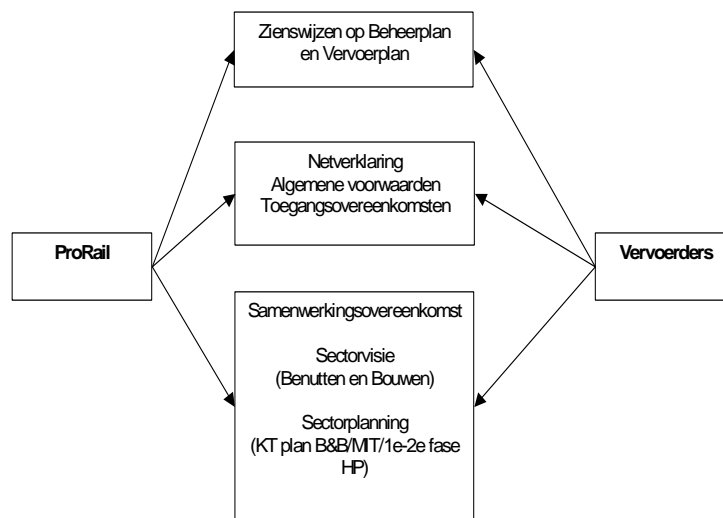 Zienswijzen op Beheerplan
en Vervoerplan
Netverklaring
Algemene voorwaarden
Toegangsovereenkomsten
ProRail
Vervoerders
Samenwerkingsovereenkomst
Sectorvisie
(Benutten en Bouwen)
Sectorplanning
(KT plan B&B/MIT/1e-2e fase
HP)